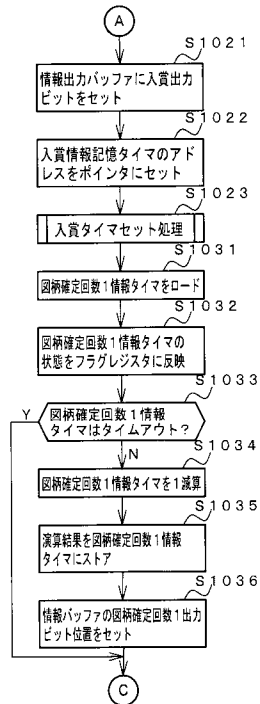 A
S1021
情報出力バッファに入賞出力
ビットをセット
S1022
入賞情報記憶タイマのアド
レスをポインタにセット
S1023
入賞タイマセット処理
S1031
図柄確定回数1情報タイマをロード
S1032
図柄確定回数1情報タイマの
状態をフラグレジスタに反映
S1033
Y
図柄確定回数1情報
タイマはタイムアウト?
N
S1034
図柄確定回数1情報タイマを1減算
S1035
演算結果を図柄確定回数1情報
タイマにストア
S1036
情報バッファの図柄確定回数1出力
ビット位置をセット
C